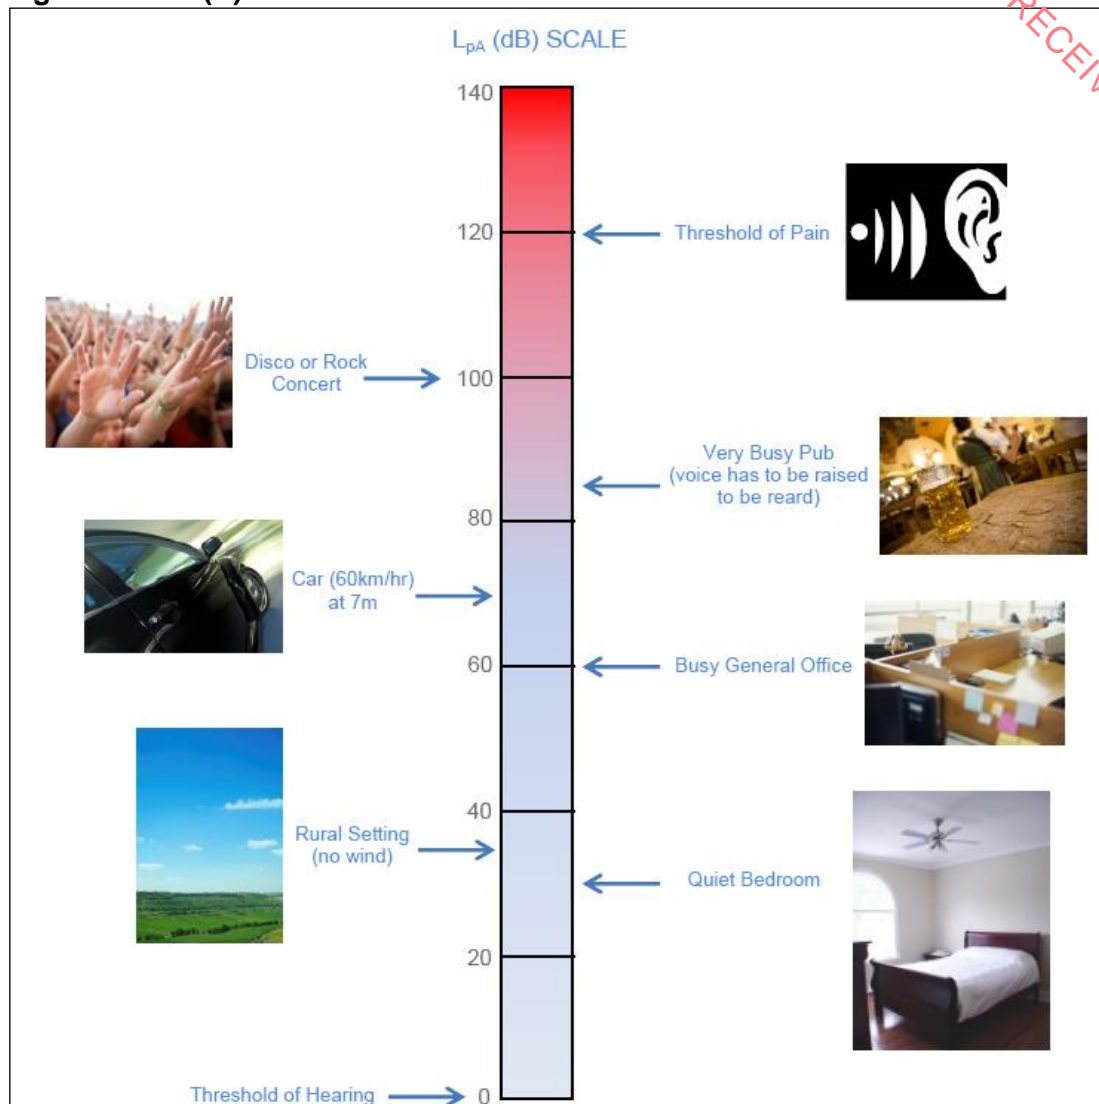 L_pA (dB) SCALE
140
120
Threshold of Pain
Disco or Rock
Concert
100
Very Busy Pub
(voice has to be raised
to be reard)
80
Car (60km/hr)
at 7m
60
Busy General Office
40
Rural Setting
(no wind)
Quiet Bedroom
20
Threshold of Hearing
0